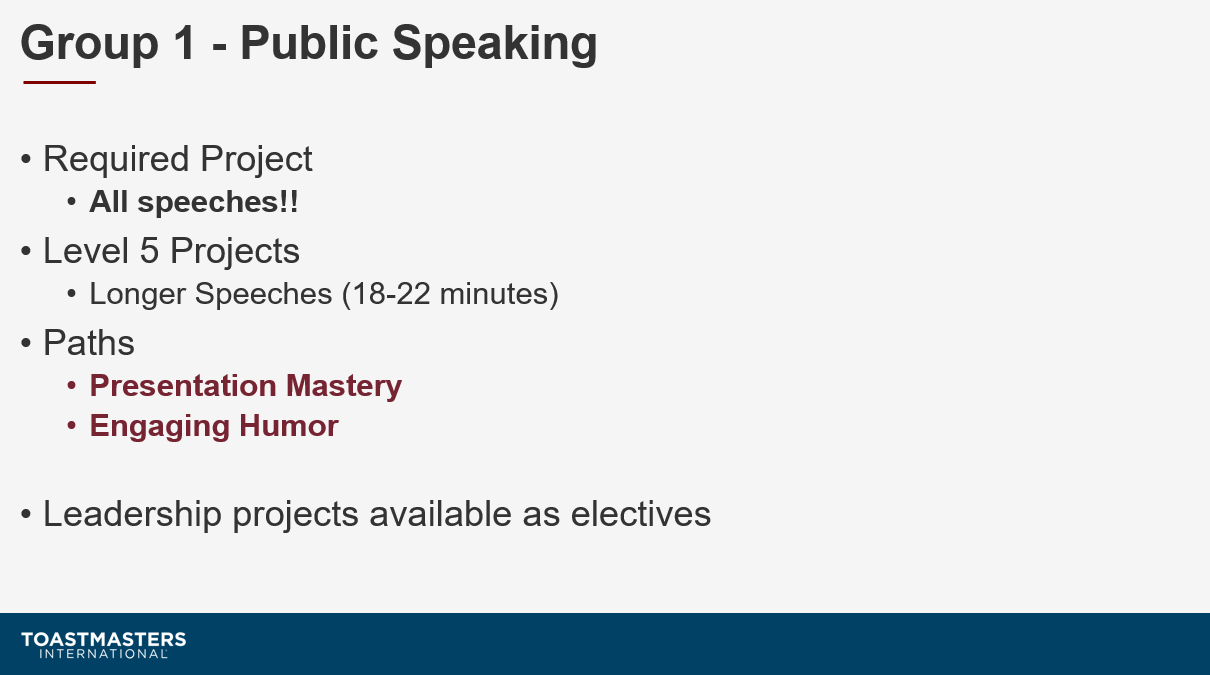 Group 1 - Public Speaking
• Required Project
• All speeches!!
• Level 5 Projects
• Longer Speeches (18-22 minutes)
• Paths
• Presentation Mastery
• Engaging Humor
• Leadership projects available as electives
TOASTMASTERS
INTERNATIONAL